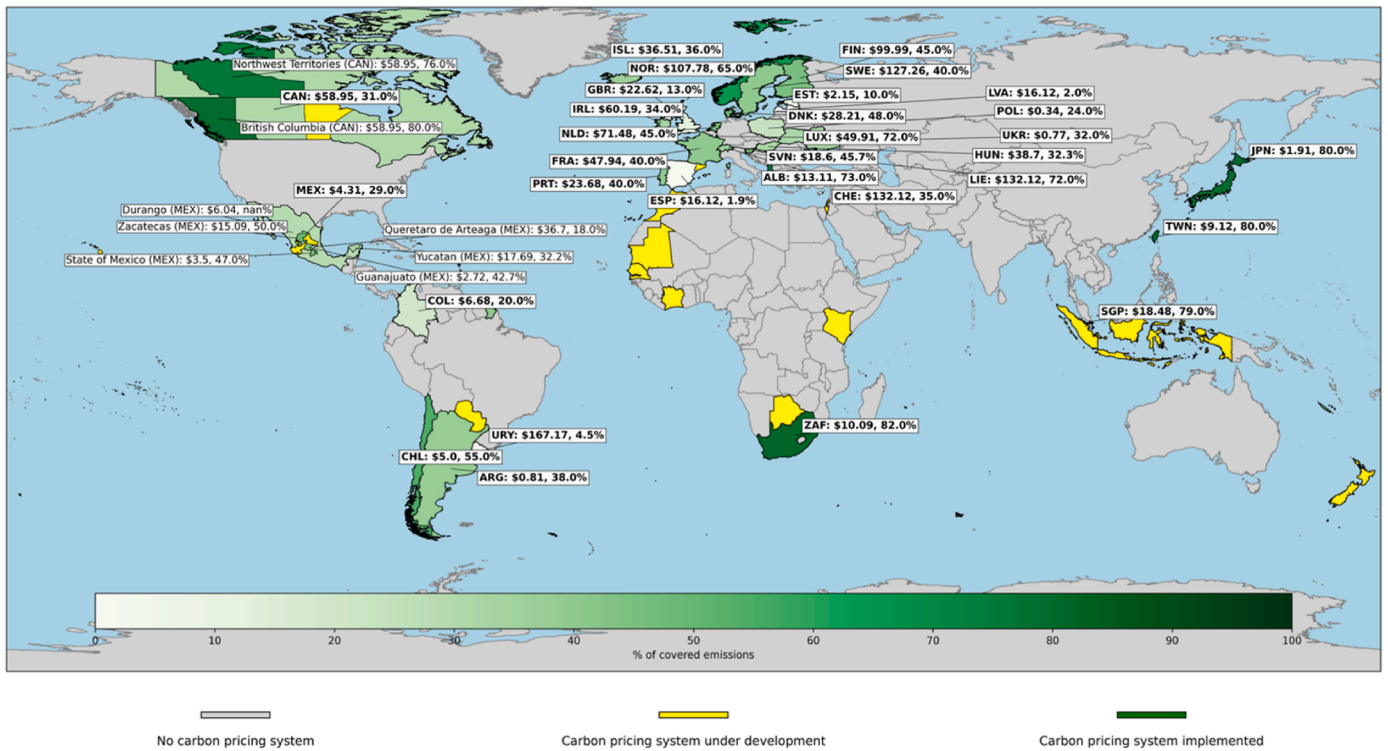 ISL: $36.51, 36.0%
FIN: $99.99, 45.0%
Northwest Territories (CAN): $58.95, 76.0%
NOR: $107.78, 65.0%
SWE: $127.26, 40.0%
GBR: $22.62, 13.0%
CAN: $58.95, 31.0%
EST: $2.15, 10.0%
LVA: $16.12, 2.0%
IRL: $60.19, 34.0%
POL: $0.34, 24.0%
DNK: $28.21, 48.0%
British Columbia (CAN): $58.95, 80.0%
NLD: $71.48, 45.0%
LUX: $49.91, 72.0%
UKR: $0.77, 32.0%
JPN: $1.91, 80.0%
FRA: $47.94, 40.0%
SVN: $18.6, 45.7%
HUN: $38.7, 32.3%
PRT: $23.68, 40.0%
ALB: $13.11, 73.0%
LIE: $132.12, 72.0%
MEX: $4.31, 29.0%
ESP: $16.12, 1.9%
CHE: $132.12, 35.0%
Durango (MEX): $6.04, nan%
Zacatecas (MEX): $15.09, 50.0%
Queretaro de Arteaga (MEX): $36.7, 18.0%
TWN: $9.12, 80.0%
State of Mexico (MEX): $3.5, 47.0%
Yucatan (MEX): $17.69, 32.2%
Guanajuato (MEX): $2.72, 42.7%
COL: $6.68, 20.0%
SGP: $18.48, 79.0%
ZAF: $10.09, 82.0%
URY: $167.17, 4.5%
CHL: $5.0, 55.0%
ARG: $0.81, 38.0%
0 10 20 30 40 50 60 70 80 90 100
% of covered emissions
No carbon pricing system
Carbon pricing system under development
Carbon pricing system implemented